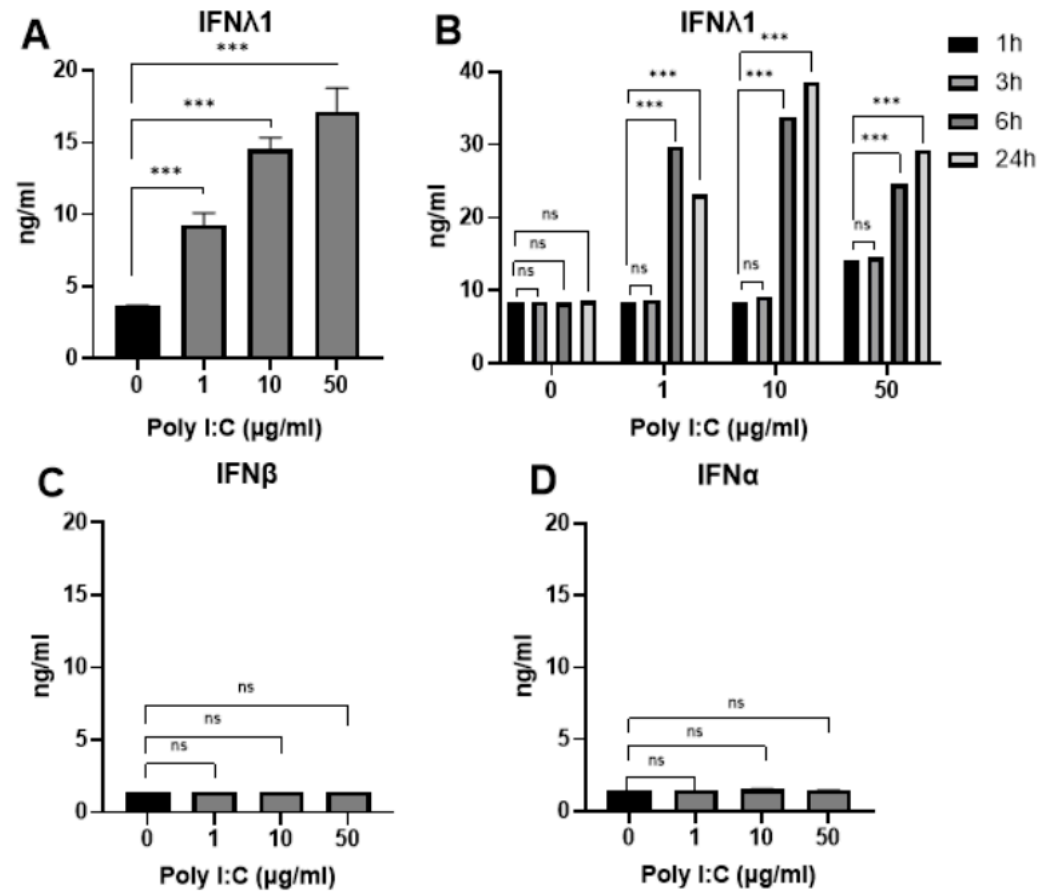 A
IFNλ1
***
***
***
20
15
10
5
0
ng/ml
0 1 10 50
Poly I:C (µg/ml)
B
IFNλ1
1h
3h
6h
24h
***
***
***
***
***
***
ns
ns
ns
ns
ns
ns
40
30
20
10
0
ng/ml
0 1 10 50
Poly I:C (µg/ml)
C
IFNβ
20
15
10
5
0
ng/ml
ns
ns
ns
0 1 10 50
Poly I:C (µg/ml)
D
IFNα
20
15
10
5
0
ng/ml
ns
ns
ns
0 1 10 50
Poly I:C (µg/ml)